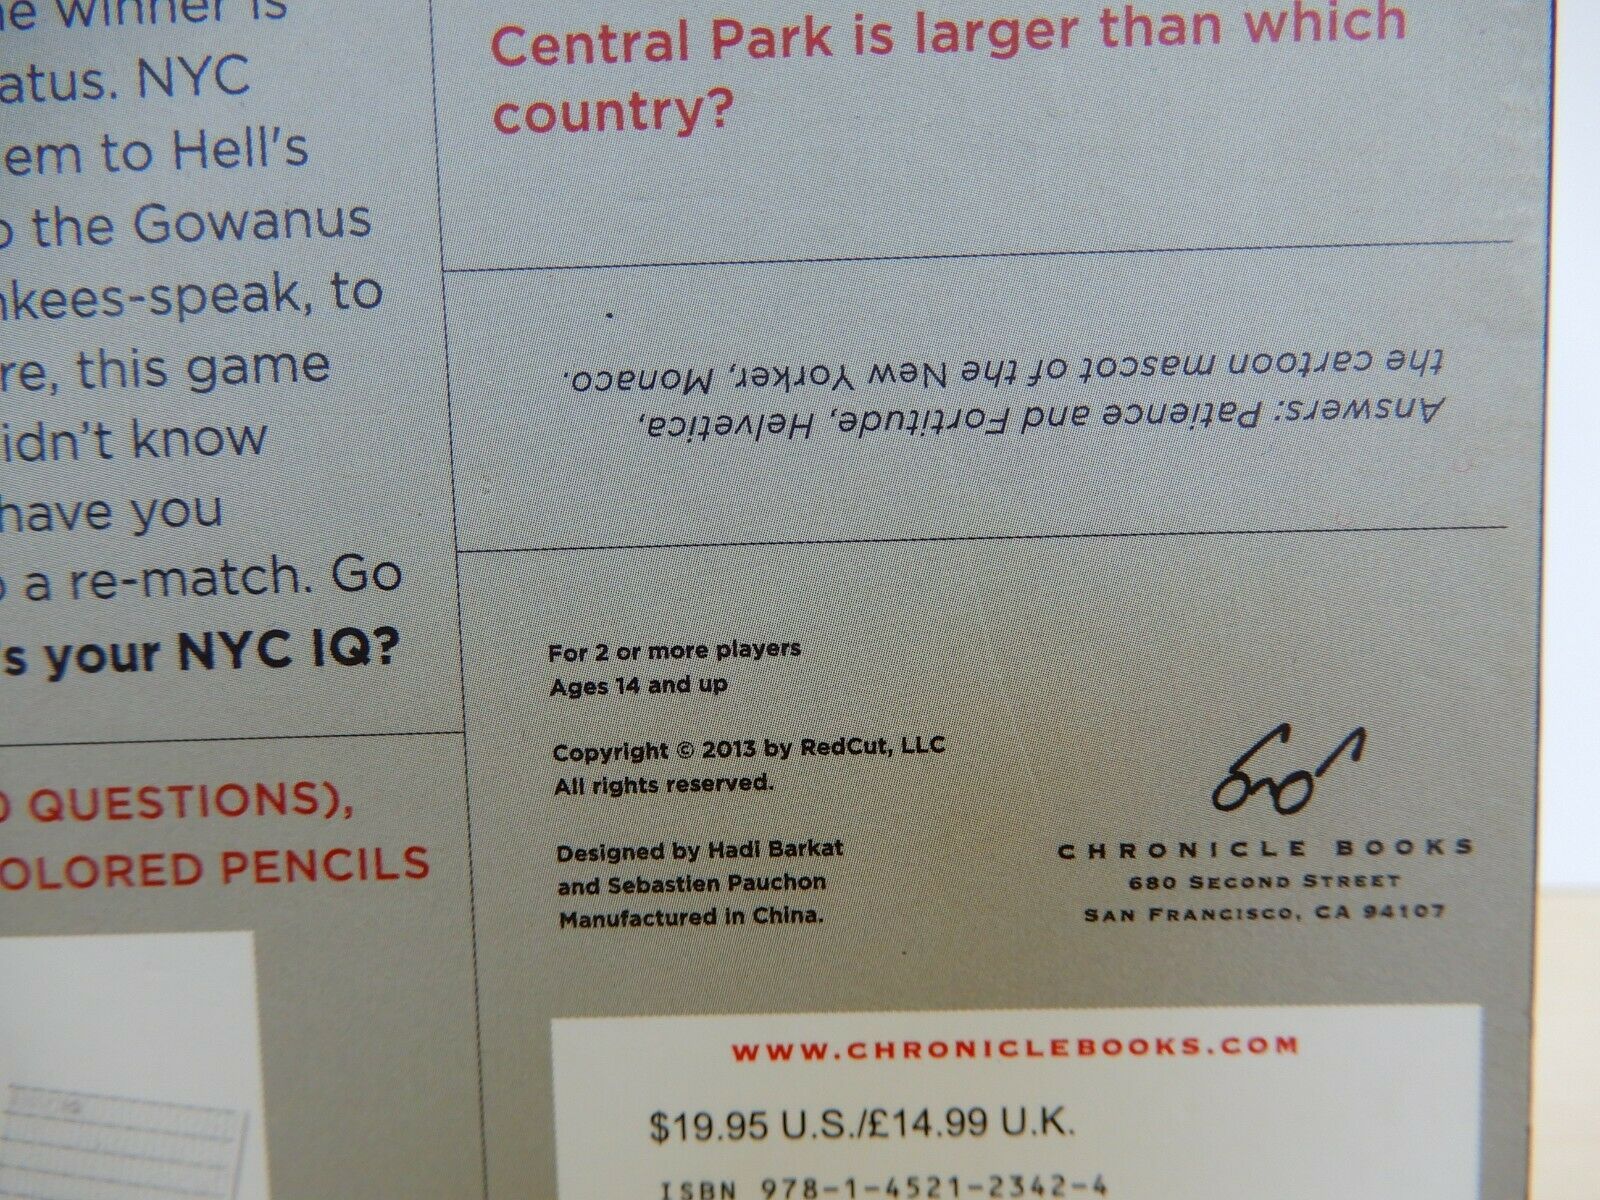 e winner is
atus. NYC
em to Hell's
o the Gowanus
nkees-speak, to
re, this game
idn't know
have you
o a re-match. Go
's your NYC IQ?
QUESTIONS),
OLORED PENCILS
Central Park is larger than which
country?
Answers: Patience and Fortitude, Helvetica,
the cartoon mascot of the New Yorker, Monaco.
For 2 or more players
Ages 14 and up
Copyright © 2013 by RedCut, LLC
All rights reserved.
Designed by Hadi Barkat
and Sebastien Pauchon
Manufactured in China.
CHRONICLE BOOKS
680 SECOND STREET
SAN FRANCISCO, CA 94107
WWW.CHRONICLEBOOKS.COM
$19.95 U.S./£14.99 U.K.
ISBN 978-1-4521-2342-4